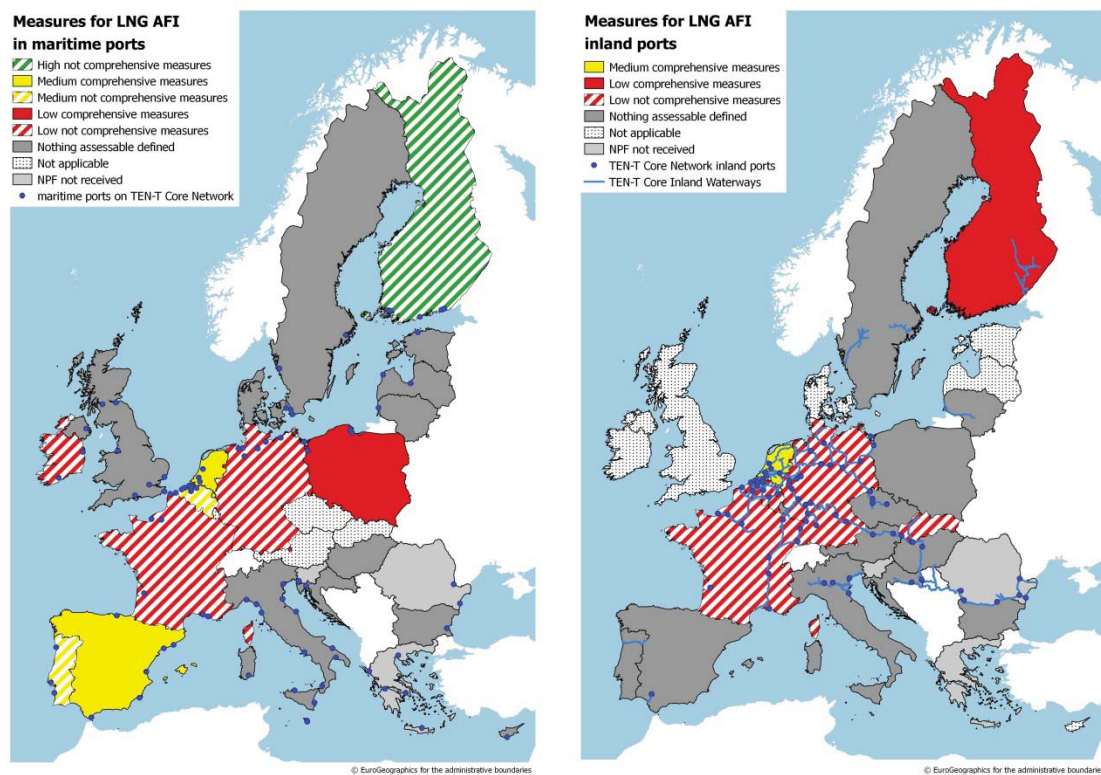 Measures for LNG AFI
in maritime ports
High not comprehensive measures
Medium comprehensive measures
Medium not comprehensive measures
Low comprehensive measures
Low not comprehensive measures
Nothing assessable defined
Not applicable
NPF not received
maritime ports on TEN-T Core Network
© EuroGeographics for the administrative boundaries
Measures for LNG AFI
inland ports
Medium comprehensive measures
Low comprehensive measures
Low not comprehensive measures
Nothing assessable defined
Not applicable
NPF not received
TEN-T Core Network inland ports
TEN-T Core Inland Waterways
© EuroGeographics for the administrative boundaries